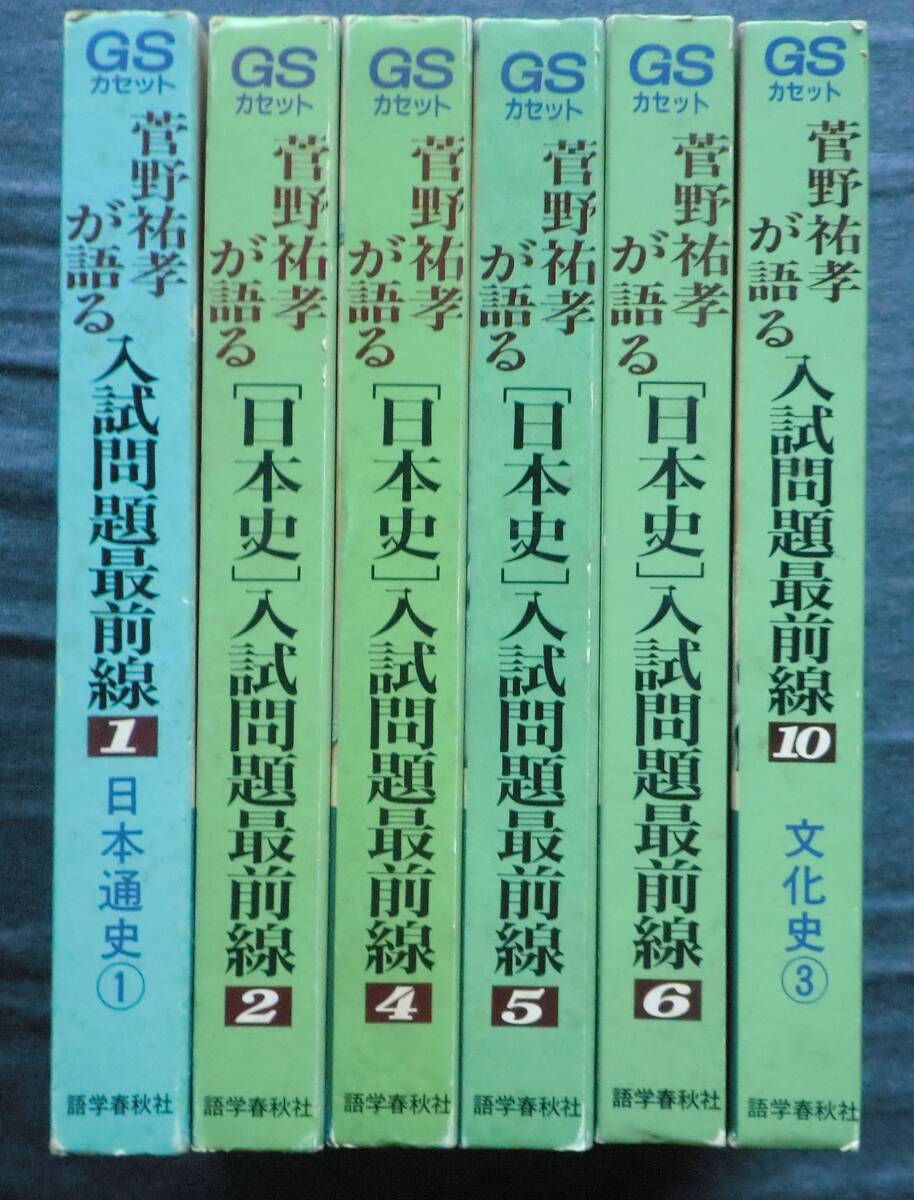 GS
カセット
菅野祐孝
が語る
入試問題最前線
1
日本通史①
語学春秋社
GS
カセット
菅野祐孝
が語る
[日本史]入試問題最前線
2
語学春秋社
GS
カセット
菅野祐孝
が語る
[日本史]入試問題最前線
4
語学春秋社
GS
カセット
菅野祐孝
が語る
[日本史]入試問題最前線
5
語学春秋社
GS
カセット
菅野祐孝
が語る
[日本史]入試問題最前線
6
語学春秋社
GS
カセット
菅野祐孝
が語る
入試問題最前線
10
文化史③
語学春秋社